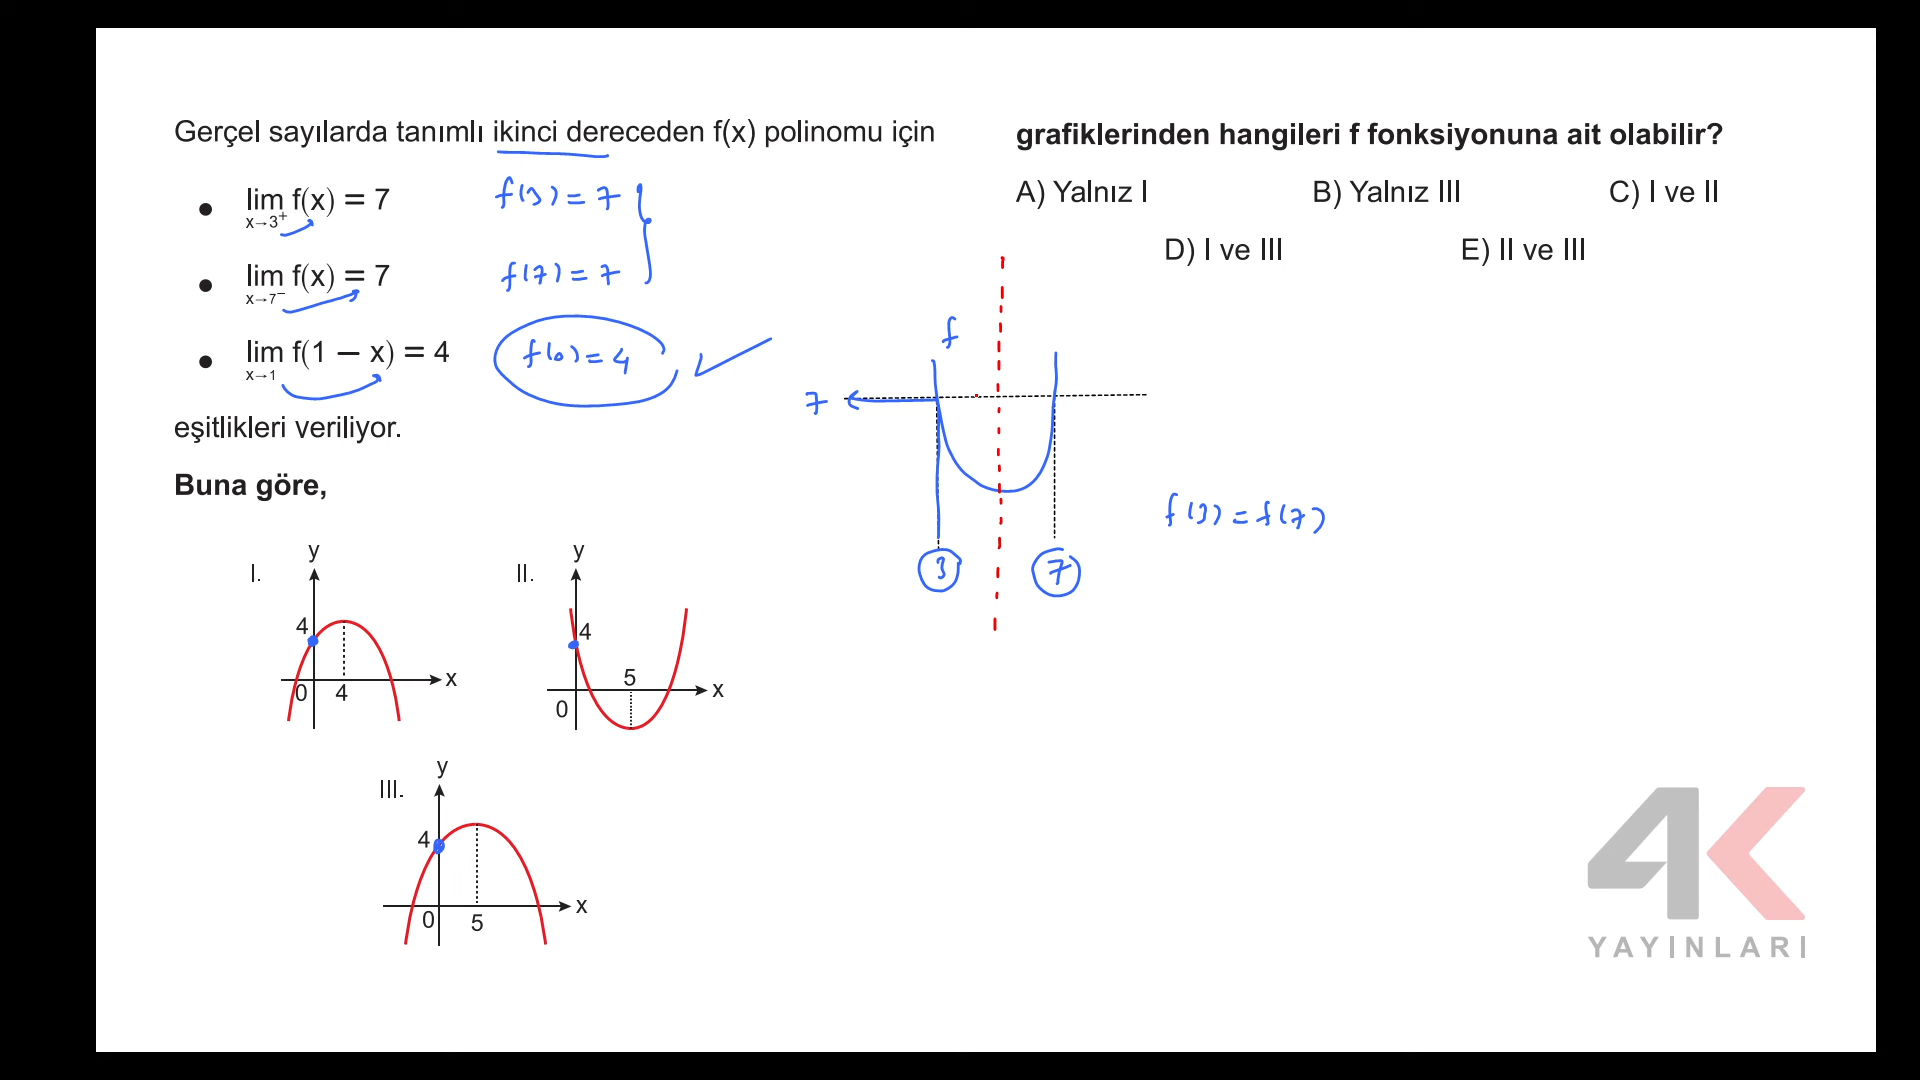 Gerçel sayılarda tanımlı ikinci dereceden f(x) polinomu için
• lim f(x) = 7
x→3⁺
f(3) = 7
• lim f(x) = 7
x→7⁻
f(7) = 7
• lim f(1 − x) = 4
x→1
f(0) = 4
eşitlikleri veriliyor.
Buna göre,
I.
y
4
0
4
x
II.
y
4
5
0
x
III.
y
4
0
5
x
grafiklerinden hangileri f fonksiyonuna ait olabilir?
A) Yalnız I
B) Yalnız III
C) I ve II
D) I ve III
E) II ve III
f
7
3
7
f(3) = f(7)
4K
YAYINLARI